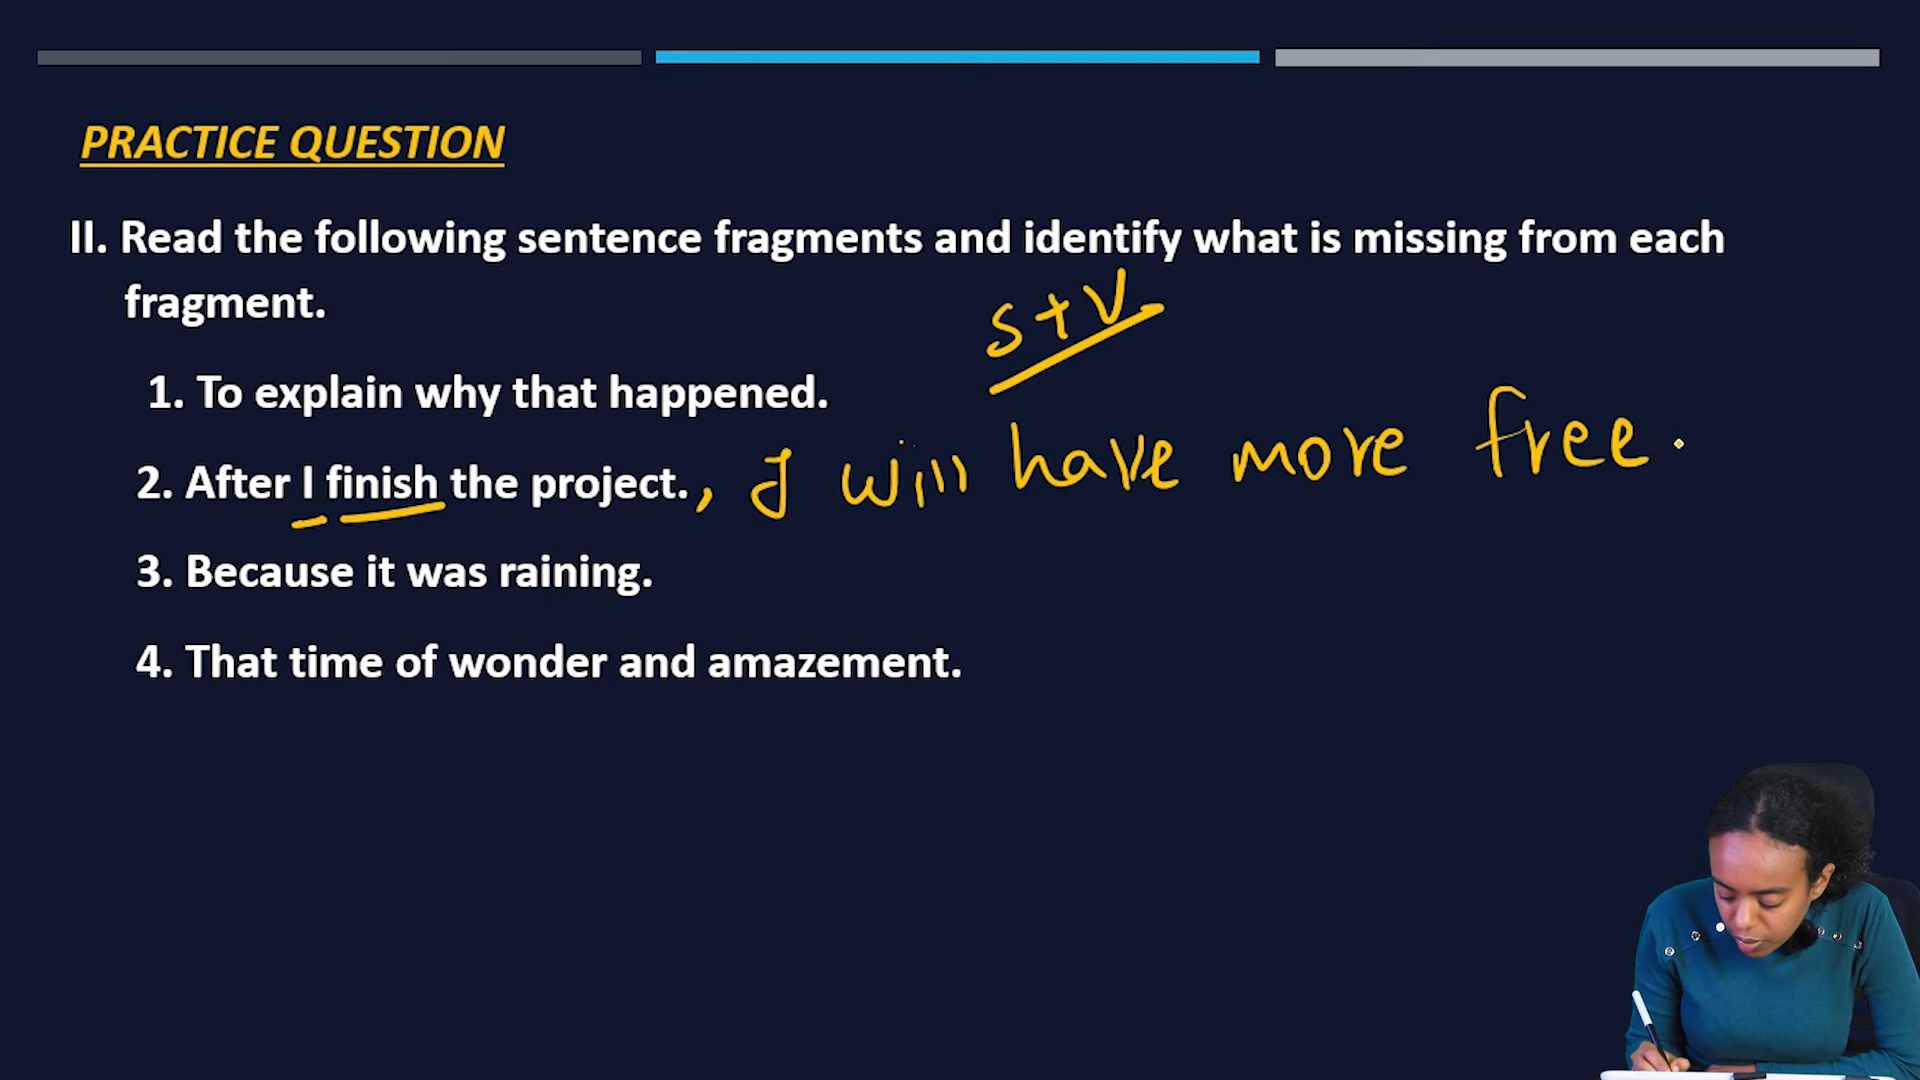 PRACTICE QUESTION
II. Read the following sentence fragments and identify what is missing from each
fragment.
S + V
1. To explain why that happened.
2. After I finish the project. , I will have more free
3. Because it was raining.
4. That time of wonder and amazement.